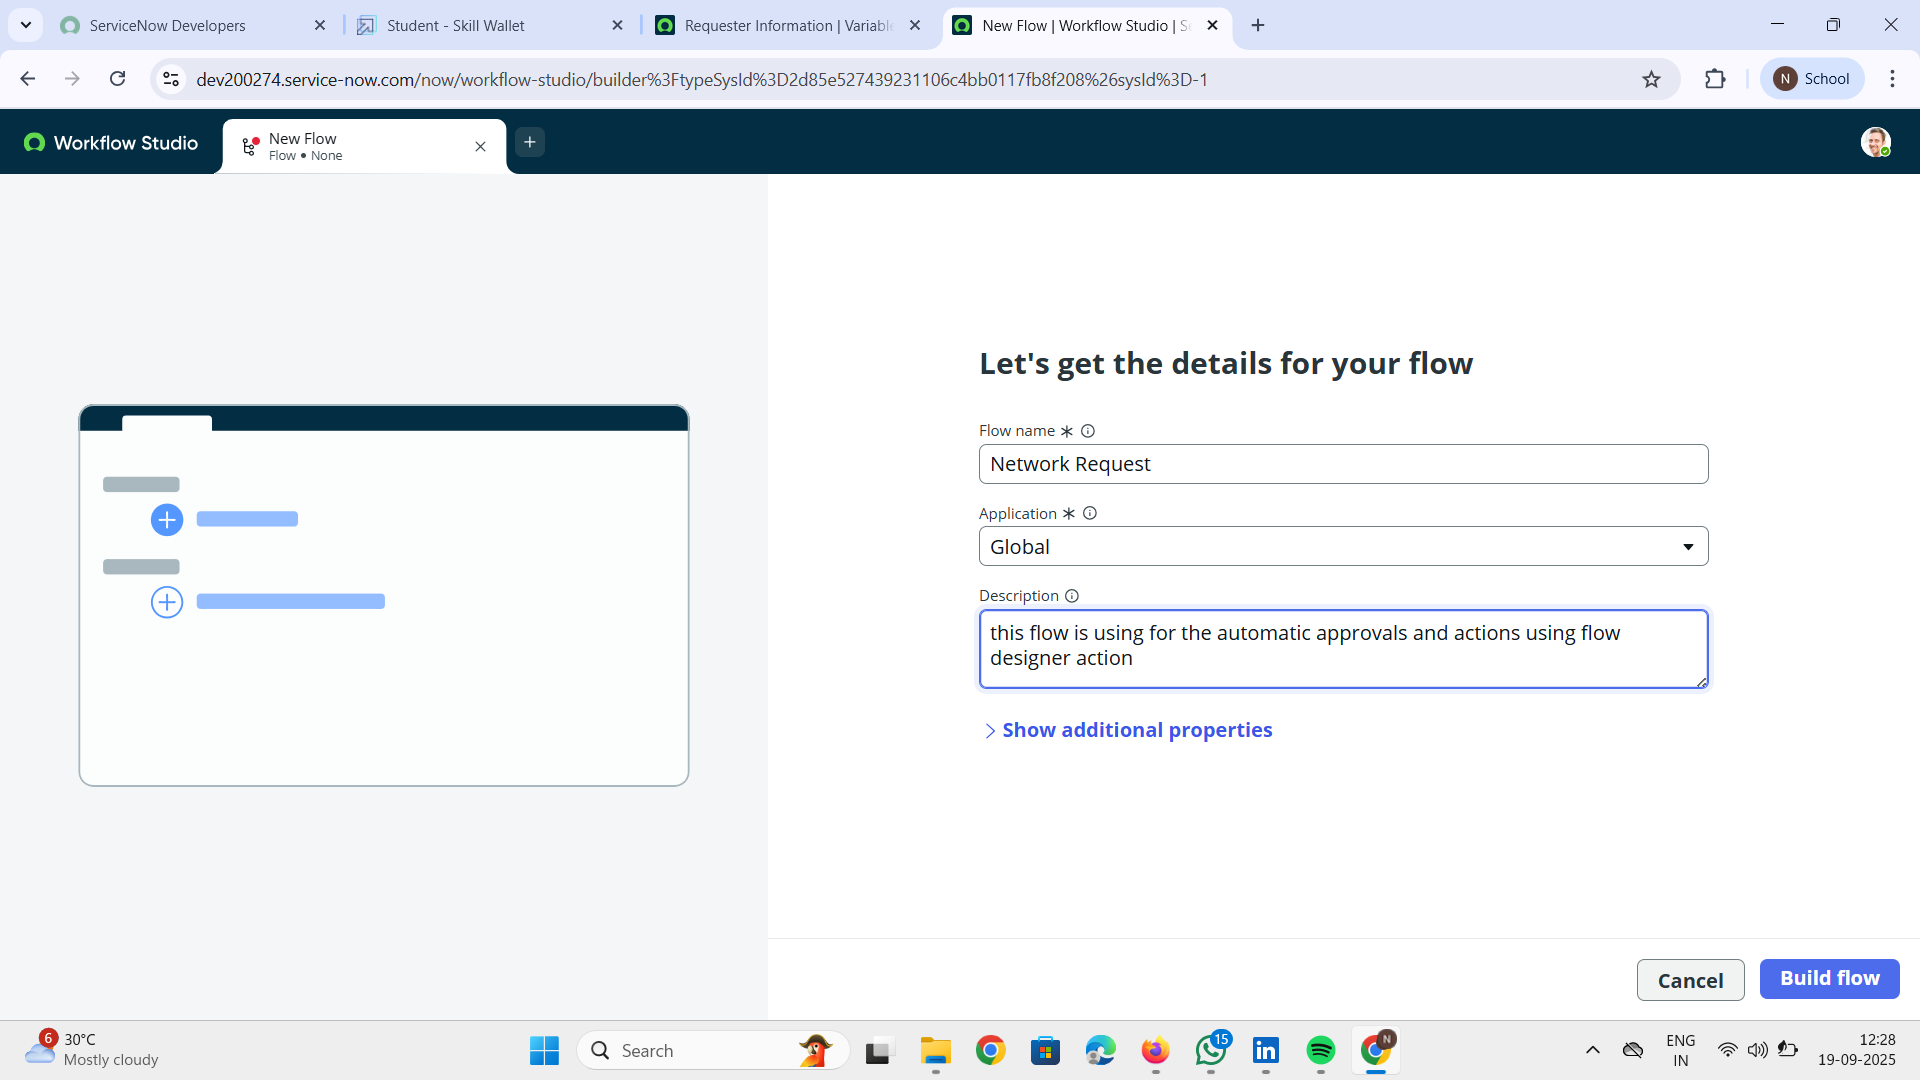 ServiceNow Developers
Student - Skill Wallet
Requester Information | Variable
New Flow | Workflow Studio | Se
dev200274.service-now.com/now/workflow-studio/builder%3FtypeSysId%3D2d85e527439231106c4bb0117fb8f208%26sysId%3D-1
N School
Workflow Studio
New Flow
Flow • None
Let's get the details for your flow
Flow name
Network Request
Application
Global
Description
this flow is using for the automatic approvals and actions using flow
designer action
Show additional properties
Cancel
Build flow
6
30°C
Mostly cloudy
Search
15
N
ENG
IN
12:28
19-09-2025